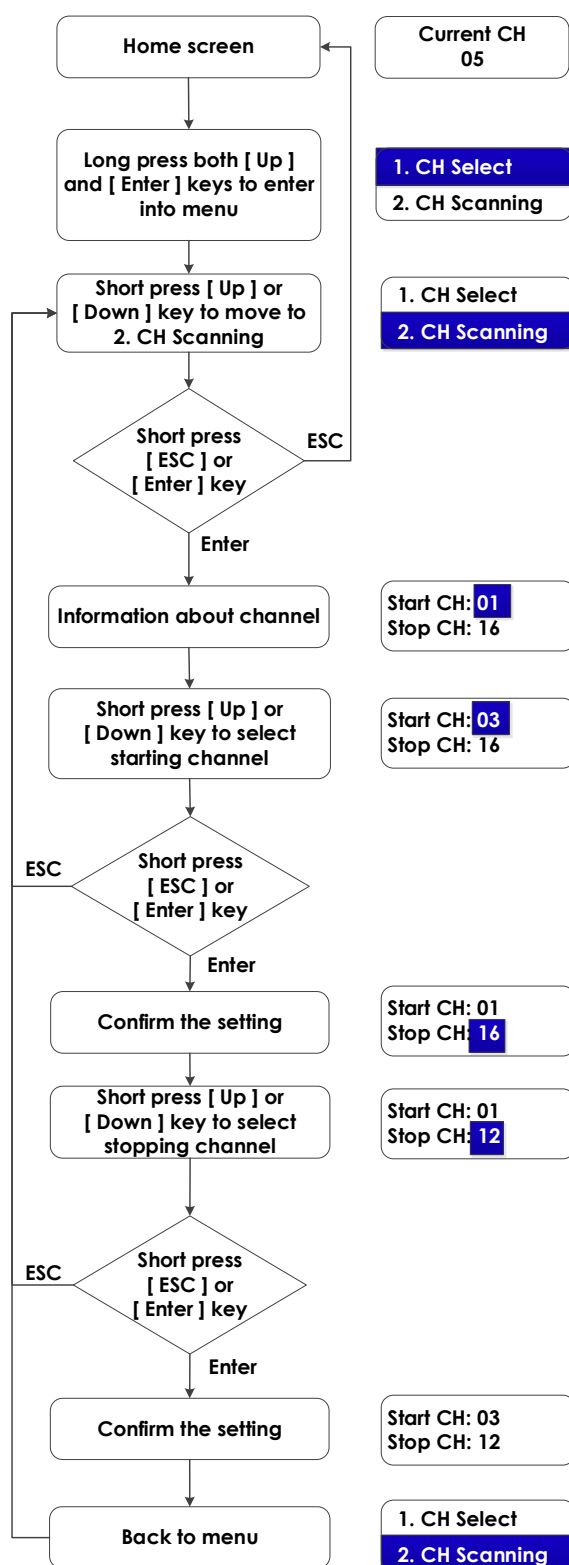 Home screen
Current CH
05
Long press both [ Up ]
and [ Enter ] keys to enter
into menu
1. CH Select
2. CH Scanning
Short press [ Up ] or
[ Down ] key to move to
2. CH Scanning
1. CH Select
2. CH Scanning
Short press
[ ESC ] or
[ Enter ] key
ESC
Enter
Information about channel
Start CH: 01
Stop CH: 16
Short press [ Up ] or
[ Down ] key to select
starting channel
Start CH: 03
Stop CH: 16
ESC
Short press
[ ESC ] or
[ Enter ] key
Enter
Confirm the setting
Start CH: 01
Stop CH: 16
Short press [ Up ] or
[ Down ] key to select
stopping channel
Start CH: 01
Stop CH: 12
ESC
Short press
[ ESC ] or
[ Enter ] key
Enter
Confirm the setting
Start CH: 03
Stop CH: 12
Back to menu
1. CH Select
2. CH Scanning